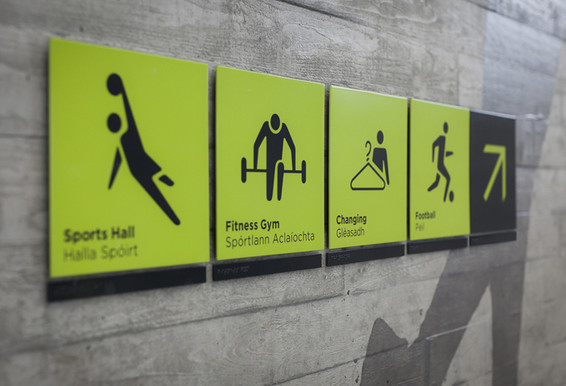 Sports Hall
Halla Spóirt
Fitness Gym
Spórtlann Aclaíochta
Changing
Gléasadh
Football
Peil